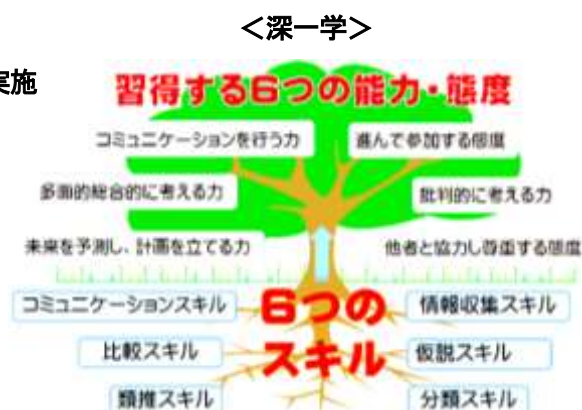 <深一学>
実施
習得する6つの能力・態度
コミュニケーションを行う力
進んで参加する態度
多面的総合的に考える力
批判的に考える力
未来を予測し、計画を立てる力
他者と協力し尊重する態度
コミュニケーションスキル
6つの
情報収集スキル
比較スキル
スキル
仮説スキル
類推スキル
分類スキル